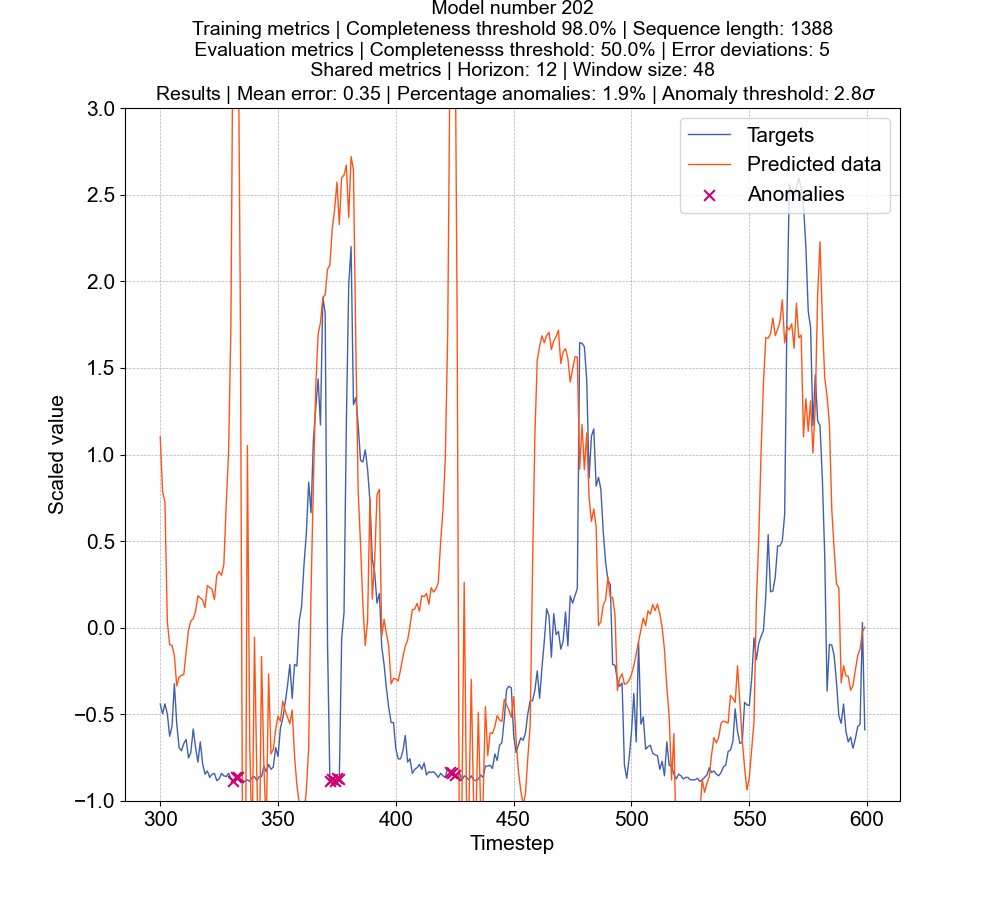 Model number 202
Training metrics | Completeness threshold 98.0% | Sequence length: 1388
Evaluation metrics | Completenesss threshold: 50.0% | Error deviations: 5
Shared metrics | Horizon: 12 | Window size: 48
Results | Mean error: 0.35 | Percentage anomalies: 1.9% | Anomaly threshold: 2.8σ
Targets
Predicted data
Anomalies
Scaled value
3.0
2.5
2.0
1.5
1.0
0.5
0.0
−0.5
−1.0
300 350 400 450 500 550 600
Timestep